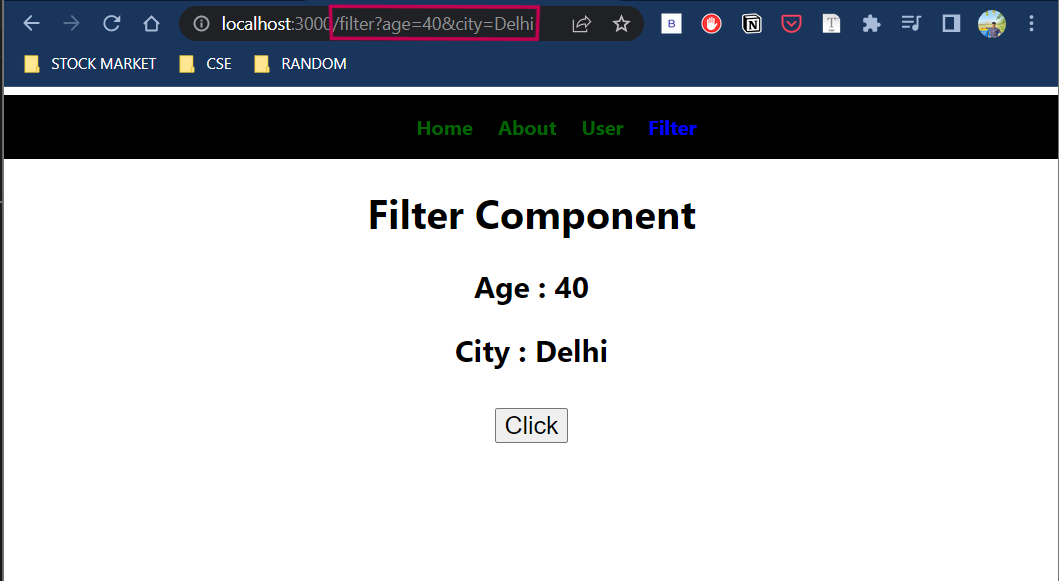 localhost:3000/filter?age=40&city=Delhi
B N T
STOCK MARKET CSE RANDOM
Home About User Filter
Filter Component
Age : 40
City : Delhi
Click